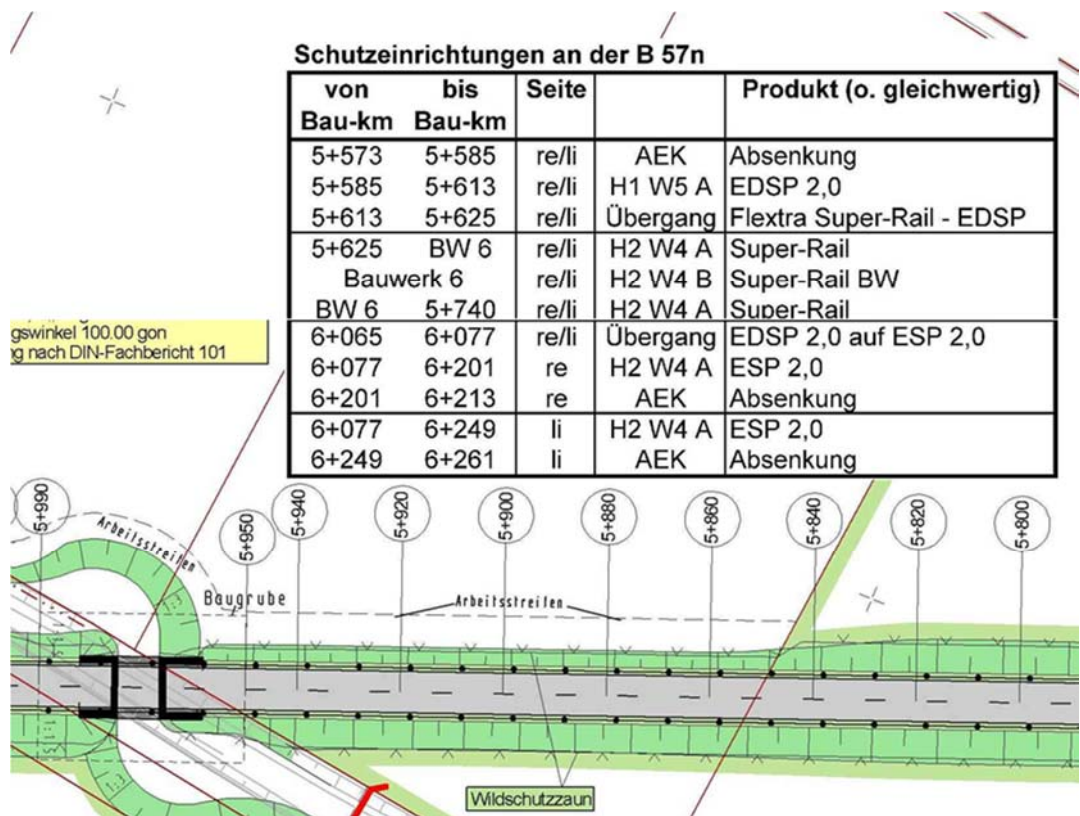 Schutzeinrichtungen an der B 57n
von bis Seite Produkt (o. gleichwertig)
Bau-km Bau-km
5+573 5+585 re/li AEK Absenkung
5+585 5+613 re/li H1 W5 A EDSP 2,0
5+613 5+625 re/li Übergang Flextra Super-Rail - EDSP
5+625 BW 6 re/li H2 W4 A Super-Rail
Bauwerk 6 re/li H2 W4 B Super-Rail BW
BW 6 5+740 re/li H2 W4 A Super-Rail
6+065 6+077 re/li Übergang EDSP 2,0 auf ESP 2,0
6+077 6+201 re H2 W4 A ESP 2,0
6+201 6+213 re AEK Absenkung
6+077 6+249 li H2 W4 A ESP 2,0
6+249 6+261 li AEK Absenkung
gswinkel 100.00 gon
g nach DIN-Fachbericht 101
5+990 5+950 5+940 5+920 5+900 5+880 5+860 5+840 5+820 5+800
Arbeitsstreifen
Baugrube
Arbeitsstreifen
Wildschutzzaun